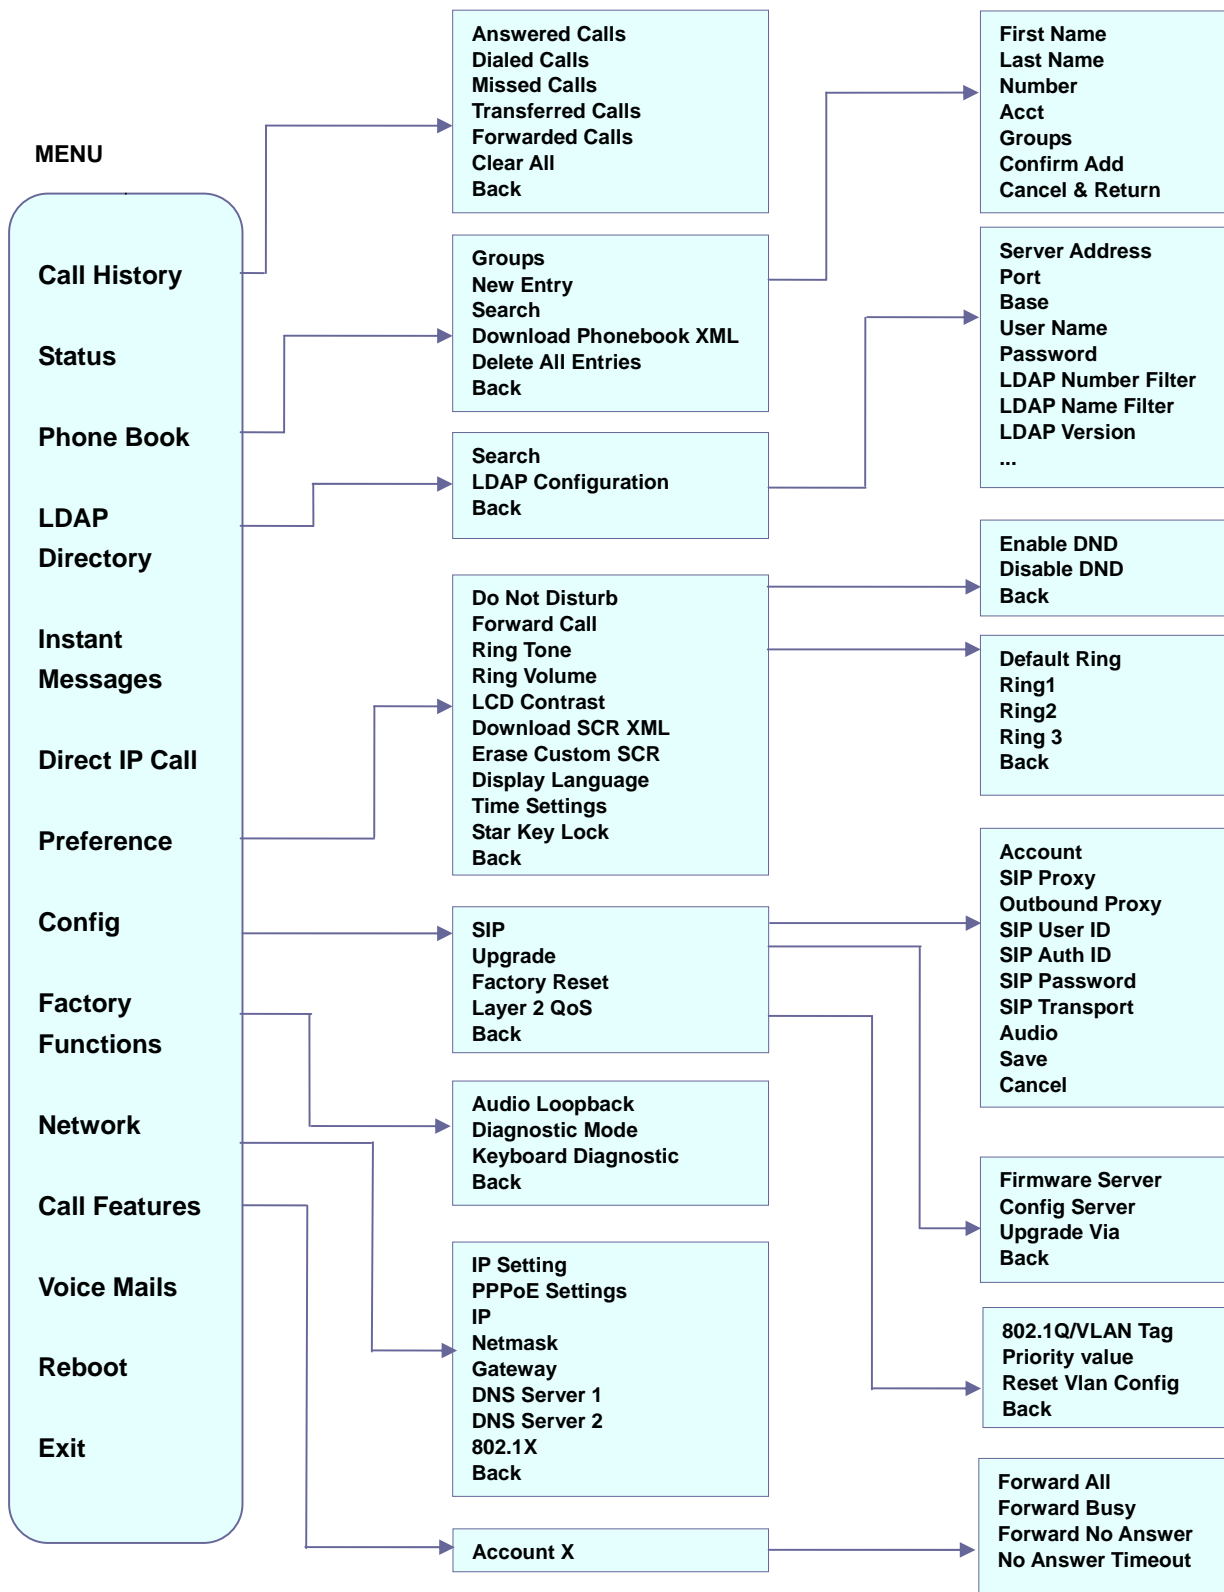 MENU
Call History
Status
Phone Book
LDAP
Directory
Instant
Messages
Direct IP Call
Preference
Config
Factory
Functions
Network
Call Features
Voice Mails
Reboot
Exit
Answered Calls
Dialed Calls
Missed Calls
Transferred Calls
Forwarded Calls
Clear All
Back
Groups
New Entry
Search
Download Phonebook XML
Delete All Entries
Back
Search
LDAP Configuration
Back
Do Not Disturb
Forward Call
Ring Tone
Ring Volume
LCD Contrast
Download SCR XML
Erase Custom SCR
Display Language
Time Settings
Star Key Lock
Back
SIP
Upgrade
Factory Reset
Layer 2 QoS
Back
Audio Loopback
Diagnostic Mode
Keyboard Diagnostic
Back
IP Setting
PPPoE Settings
IP
Netmask
Gateway
DNS Server 1
DNS Server 2
802.1X
Back
Account X
First Name
Last Name
Number
Acct
Groups
Confirm Add
Cancel & Return
Server Address
Port
Base
User Name
Password
LDAP Number Filter
LDAP Name Filter
LDAP Version
...
Enable DND
Disable DND
Back
Default Ring
Ring1
Ring2
Ring 3
Back
Account
SIP Proxy
Outbound Proxy
SIP User ID
SIP Auth ID
SIP Password
SIP Transport
Audio
Save
Cancel
Firmware Server
Config Server
Upgrade Via
Back
802.1Q/VLAN Tag
Priority value
Reset Vlan Config
Back
Forward All
Forward Busy
Forward No Answer
No Answer Timeout